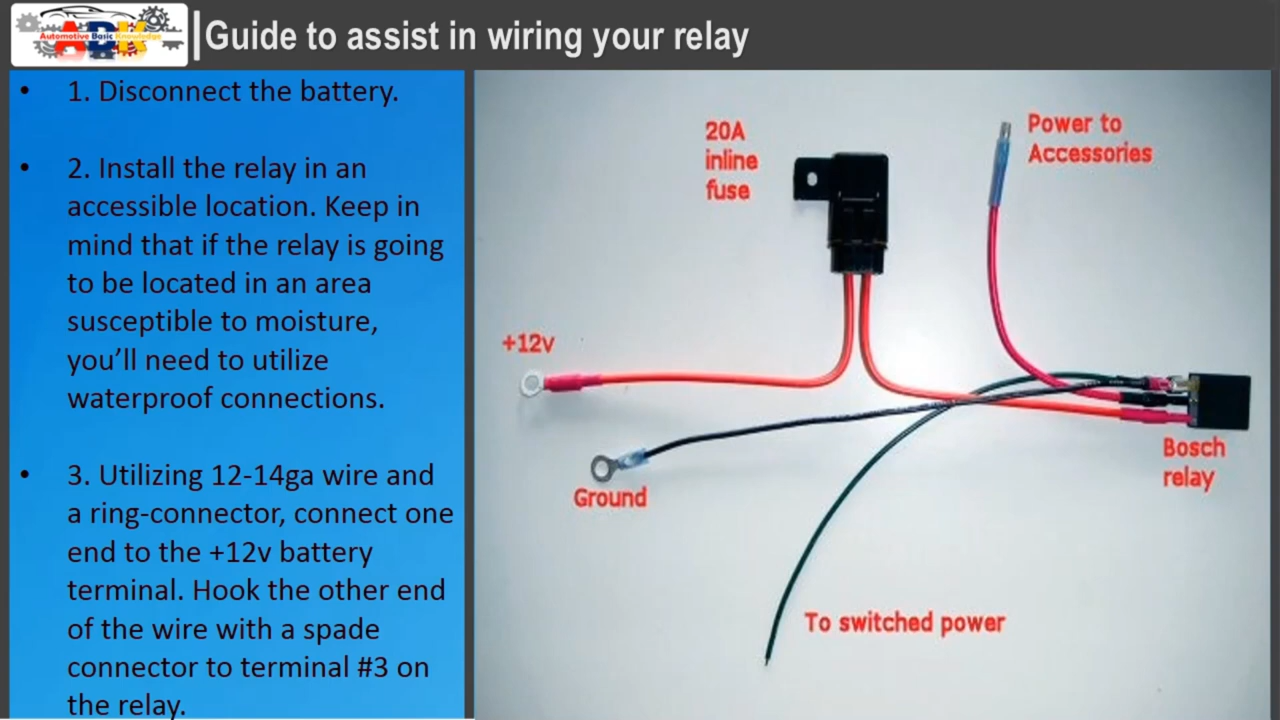 Automotive Basic Knowledge
ABK
Guide to assist in wiring your relay
• 1. Disconnect the battery.
• 2. Install the relay in an
accessible location. Keep in
mind that if the relay is going
to be located in an area
susceptible to moisture,
you’ll need to utilize
waterproof connections.
• 3. Utilizing 12-14ga wire and
a ring-connector, connect one
end to the +12v battery
terminal. Hook the other end
of the wire with a spade
connector to terminal #3 on
the relay.
20A
inline
fuse
Power to
Accessories
+12v
Ground
Bosch
relay
To switched power